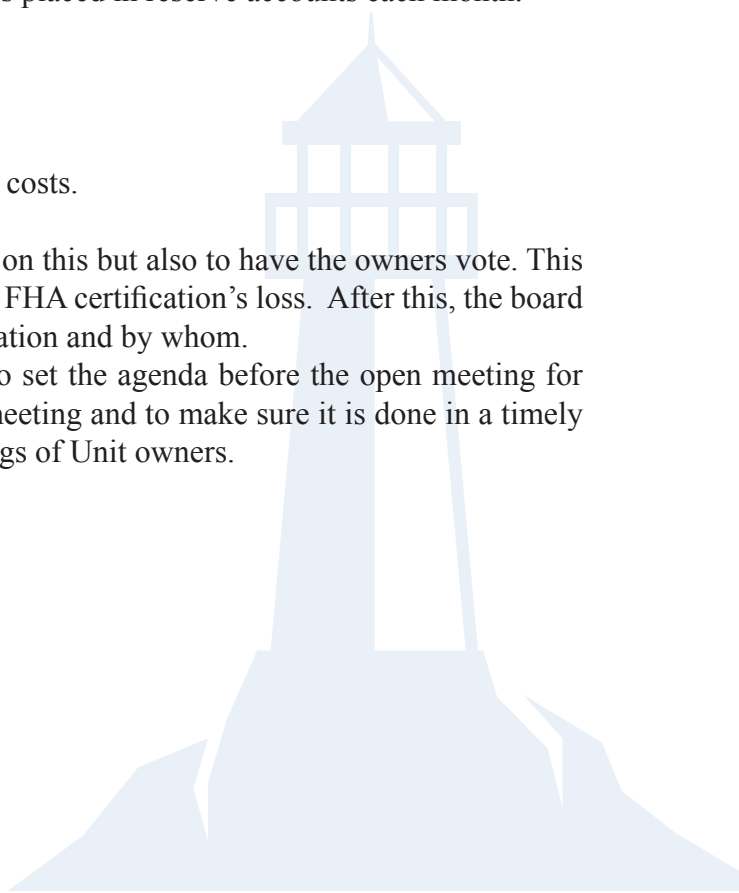 placed in reserve accounts each month.
costs.
on this but also to have the owners vote. This
FHA certification’s loss.  After this, the board
ation and by whom.
o set the agenda before the open meeting for
neeting and to make sure it is done in a timely
gs of Unit owners.